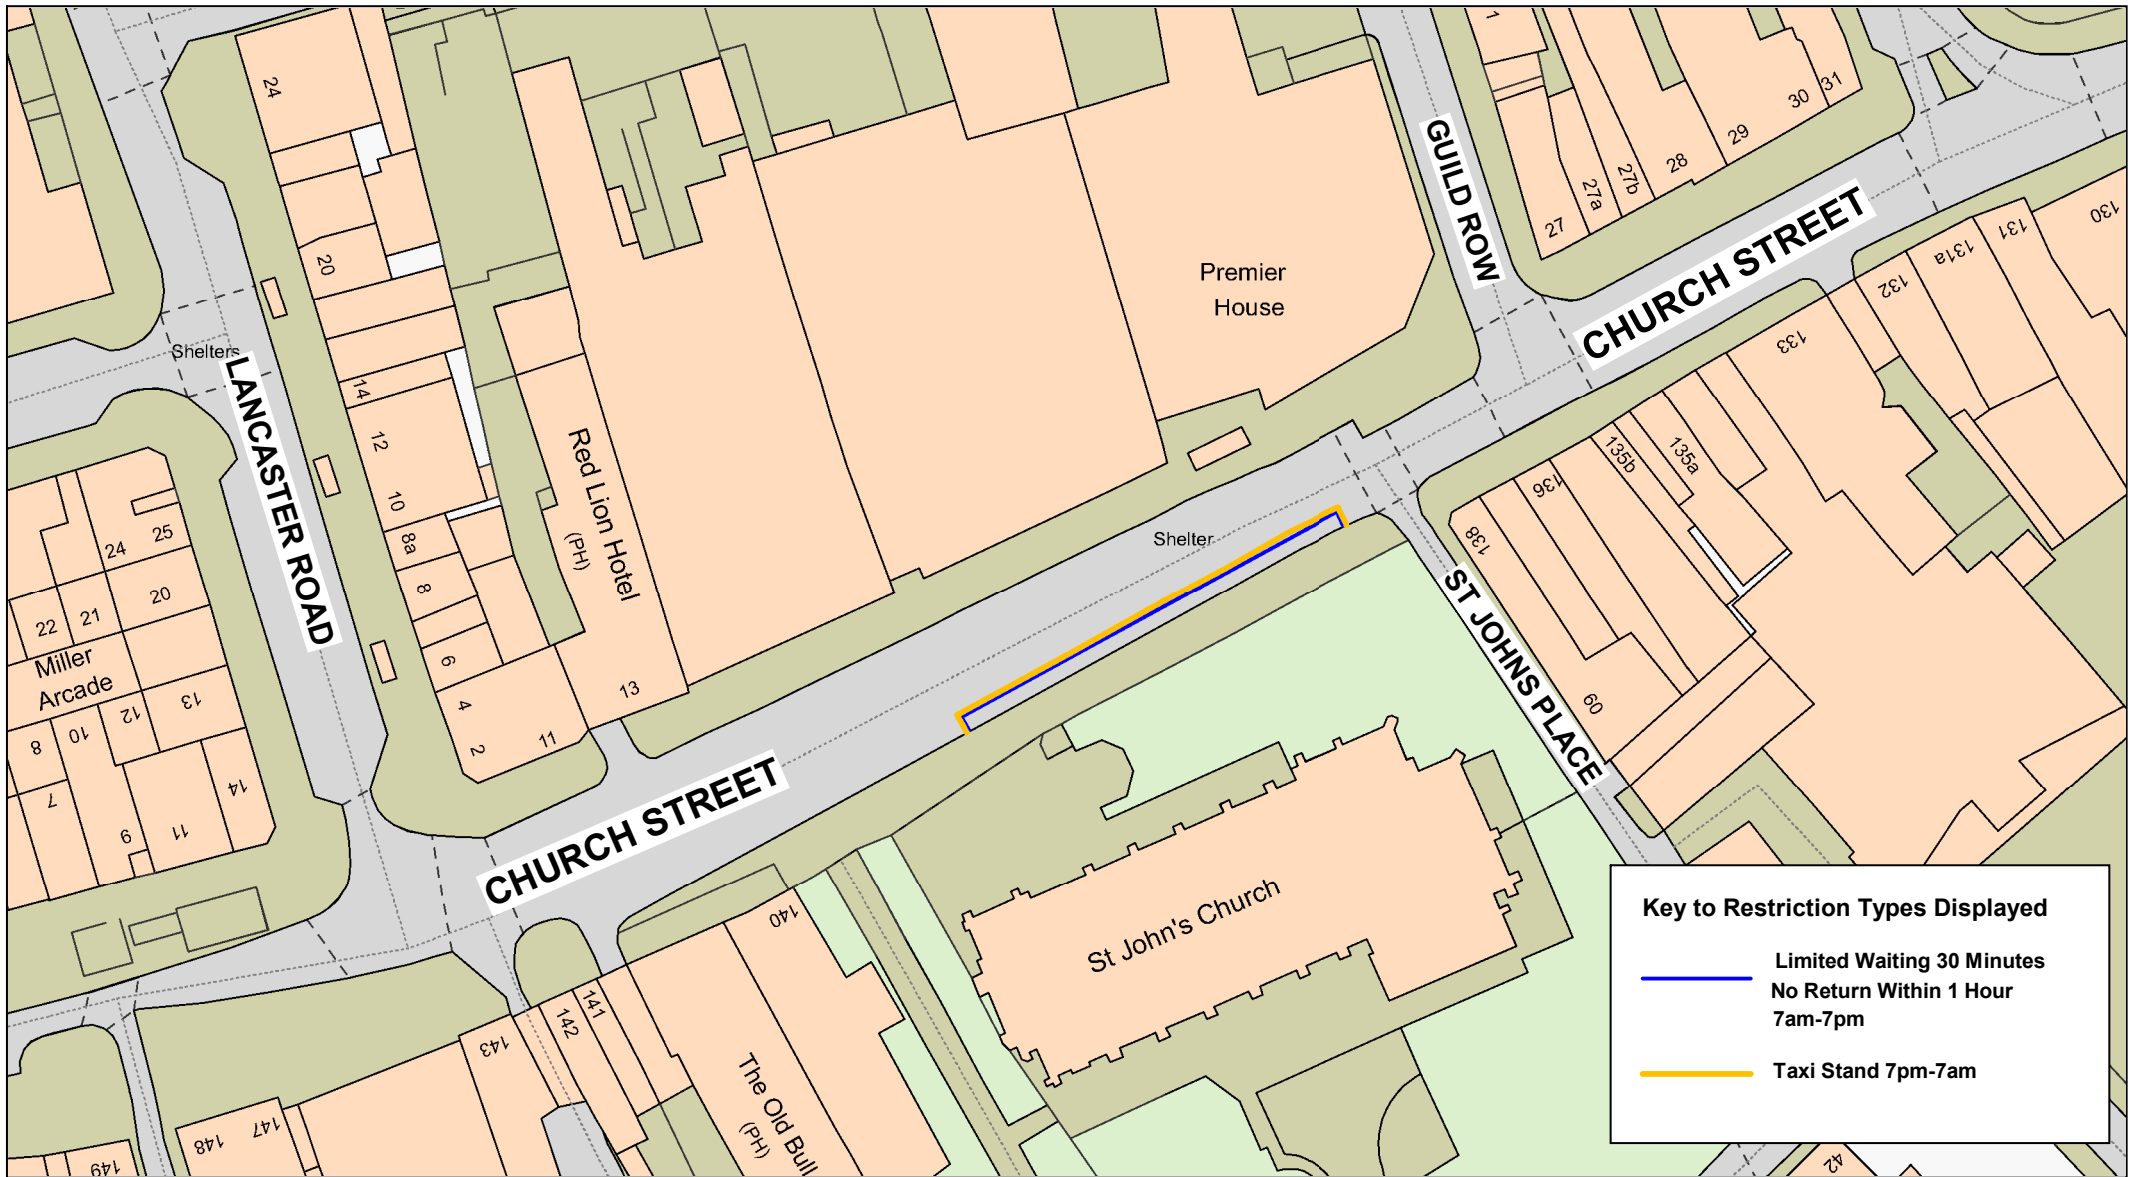 24
20
Shelters
LANCASTER ROAD
14
12
10
8a
8
6
4
2
11
13
Red Lion Hotel
(PH)
Premier
House
GUILD ROW
1
27
27a
27b
28
29
30
31
CHURCH STREET
130
131
131a
132
133
135a
135b
136
138
60
Shelter
ST JOHNS PLACE
24
25
22
21
20
Miller
Arcade
8
10
12
13
7
9
11
14
CHURCH STREET
140
141
142
143
147
148
149
The Old Bull
(PH)
St John's Church
42
Key to Restriction Types Displayed
Limited Waiting 30 Minutes
No Return Within 1 Hour
7am-7pm
Taxi Stand 7pm-7am